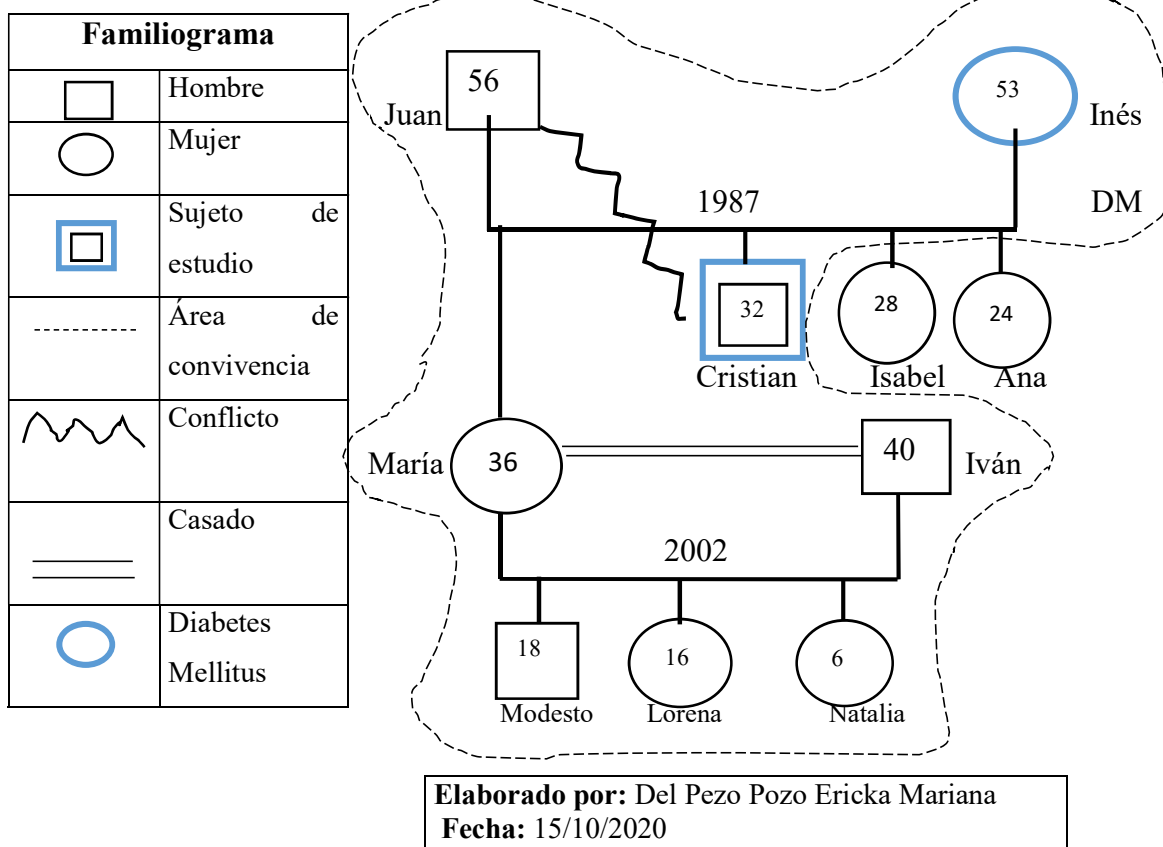 Familiograma
Hombre
Mujer
Sujeto de
estudio
Área de
convivencia
Conflicto
Casado
Diabetes
Mellitus
56
Juan
53
Inés
1987
DM
32
Cristian
28
Isabel
24
Ana
María
36
40
Iván
2002
18
Modesto
16
Lorena
6
Natalia
Elaborado por: Del Pezo Pozo Ericka Mariana
Fecha: 15/10/2020